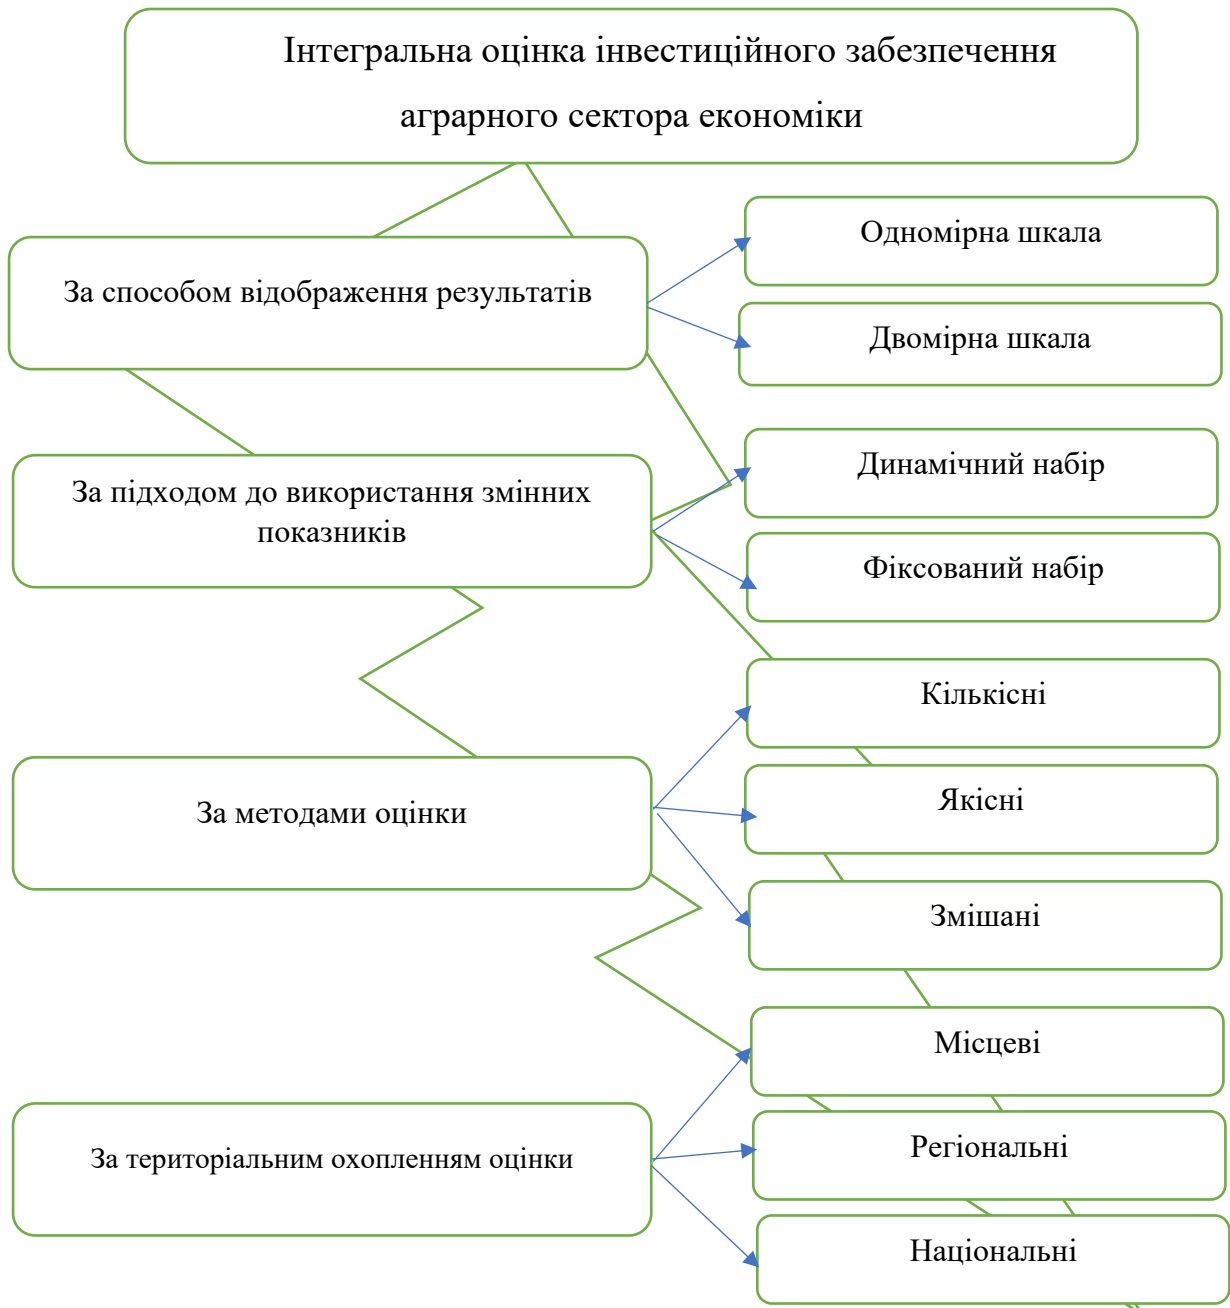 Інтегральна оцінка інвестиційного забезпечення
аграрного сектора економіки
За способом відображення результатів
Одномірна шкала
Двомірна шкала
За підходом до використання змінних
показників
Динамічний набір
Фіксований набір
За методами оцінки
Кількісні
Якісні
Змішані
За територіальним охопленням оцінки
Місцеві
Регіональні
Національні